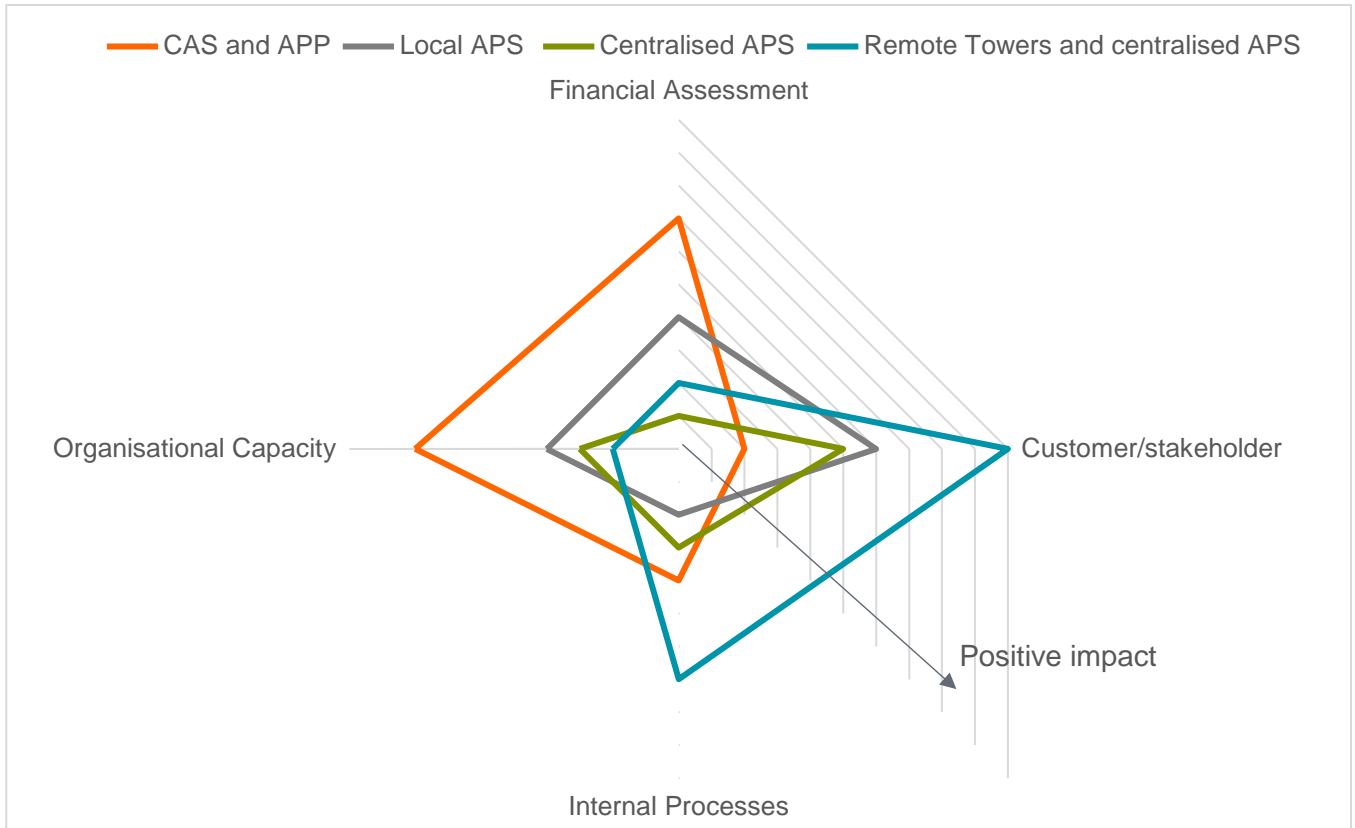 CAS and APP Local APS Centralised APS Remote Towers and centralised APS
Financial Assessment
Organisational Capacity
Customer/stakeholder
Positive impact
Internal Processes